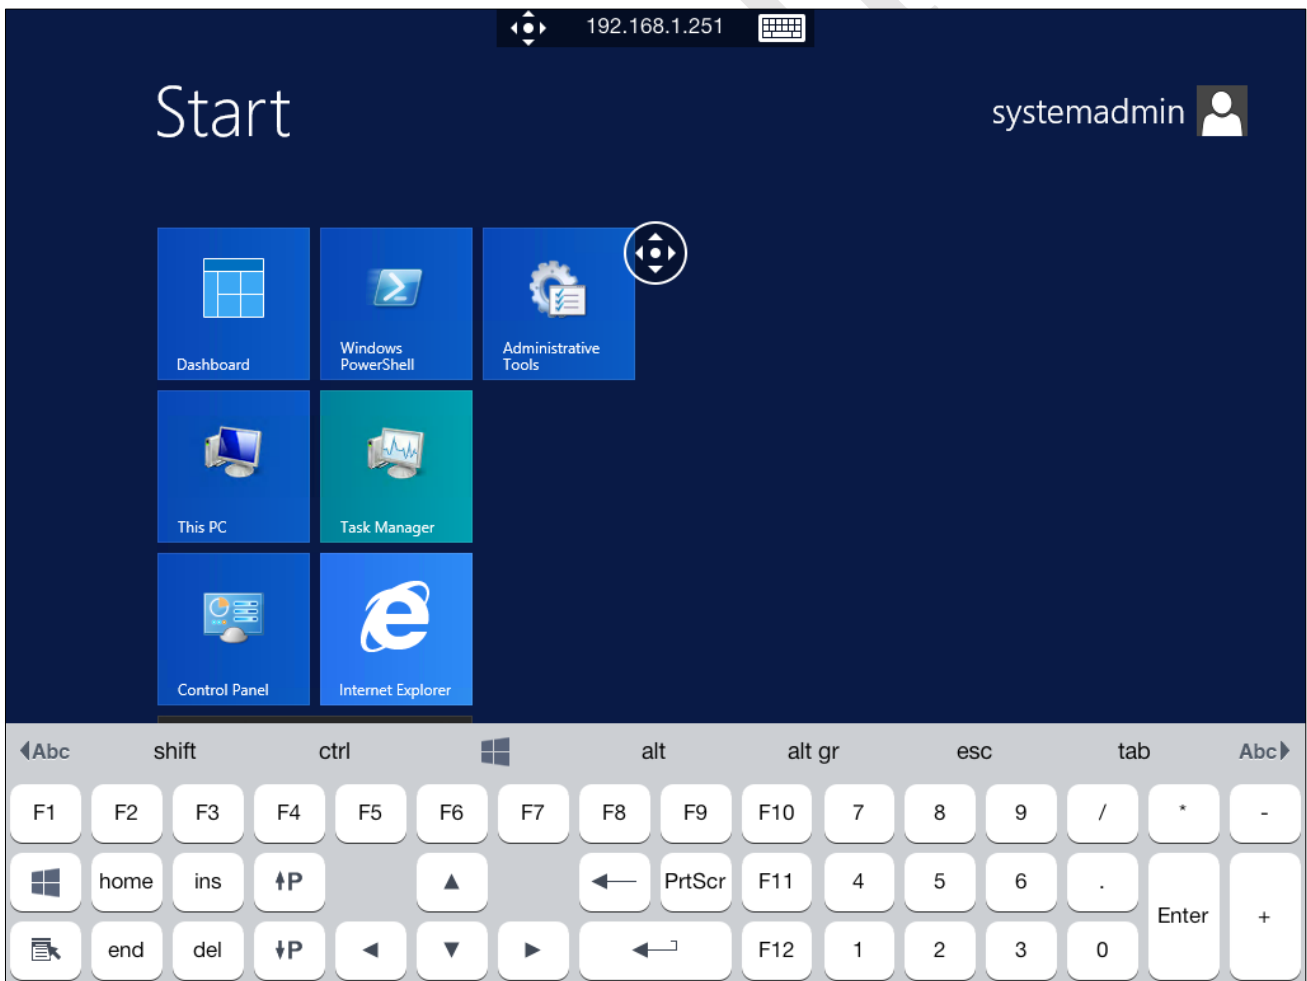 192.168.1.251
Start
systemadmin
Dashboard
Windows
PowerShell
Administrative
Tools
This PC
Task Manager
Control Panel
Internet Explorer
Abc shift ctrl alt alt gr esc tab Abc
F1 F2 F3 F4 F5 F6 F7 F8 F9 F10 7 8 9 / * -
home ins P PrtScr F11 4 5 6 .
Enter +
end del P F12 1 2 3 0